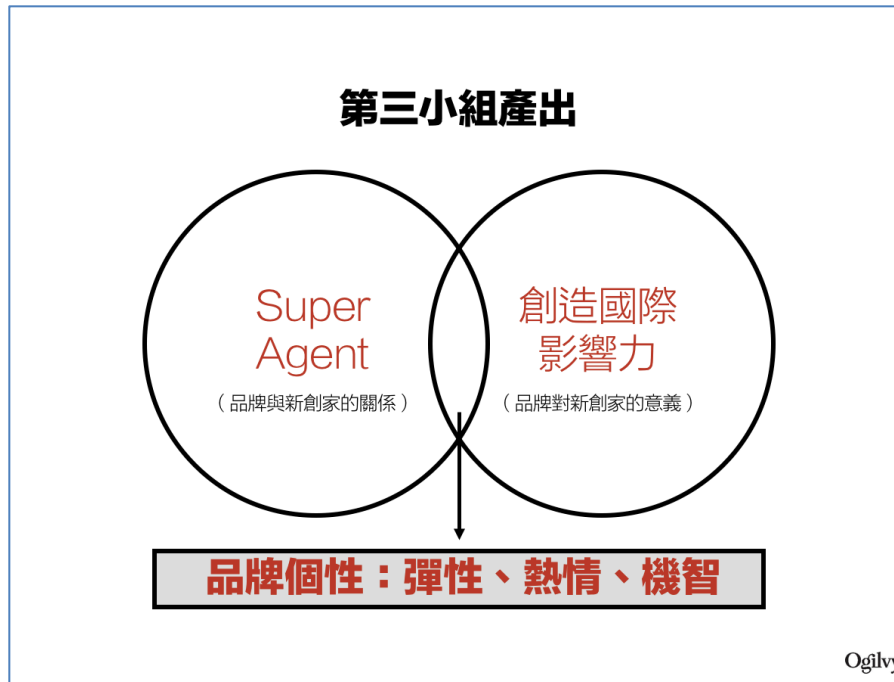 第三小組產出
Super
Agent
（品牌與新創家的關係）
創造國際
影響力
（品牌對新創家的意義）
品牌個性：彈性、熱情、機智
Ogilvy